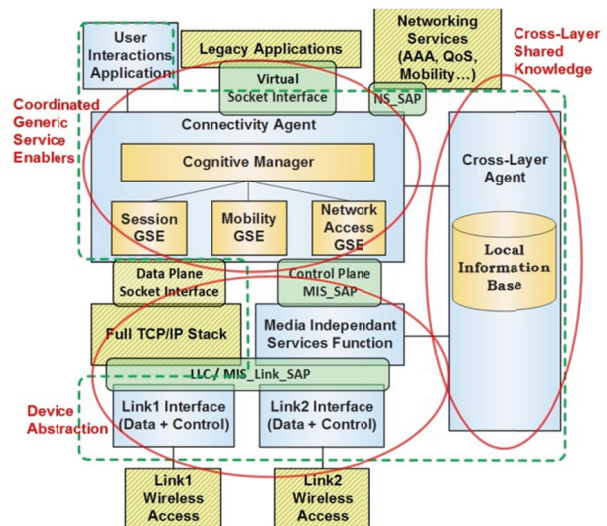 User
Interactions
Application
Legacy Applications
Networking
Services
(AAA, QoS,
Mobility...)
Cross-Layer
Shared
Knowledge
Virtual
Socket Interface
NS_SAP
Coordinated
Generic
Service
Enablers
Connectivity Agent
Cognitive Manager
Session
GSE
Mobility
GSE
Network
Access
GSE
Cross-Layer
Agent
Local
Information
Base
Data Plane
Socket Interface
Control Plane
MIS_SAP
Full TCP/IP Stack
Media Independant
Services Function
LLC/ MIS_Link_SAP
Device
Abstraction
Link1 Interface
(Data + Control)
Link2 Interface
(Data + Control)
Link1
Wireless
Access
Link2
Wireless
Access